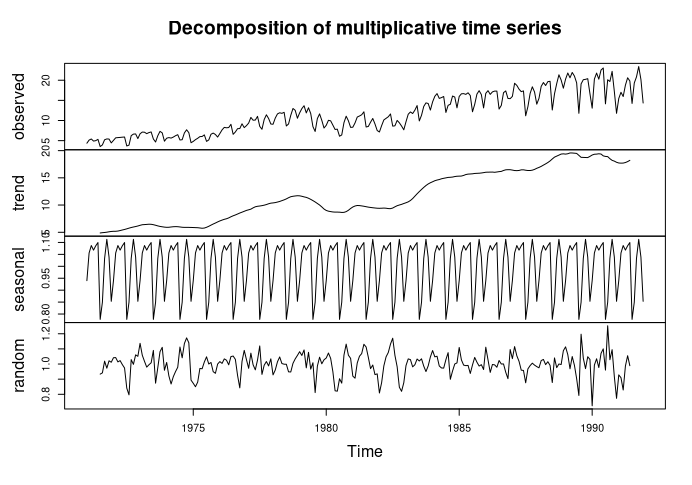 Decomposition of multiplicative time series
observed
5 10 20
trend
5 10 15 20
seasonal
0.80 0.95 1.10
random
0.8 1.0 1.2
1975 1980 1985 1990
Time